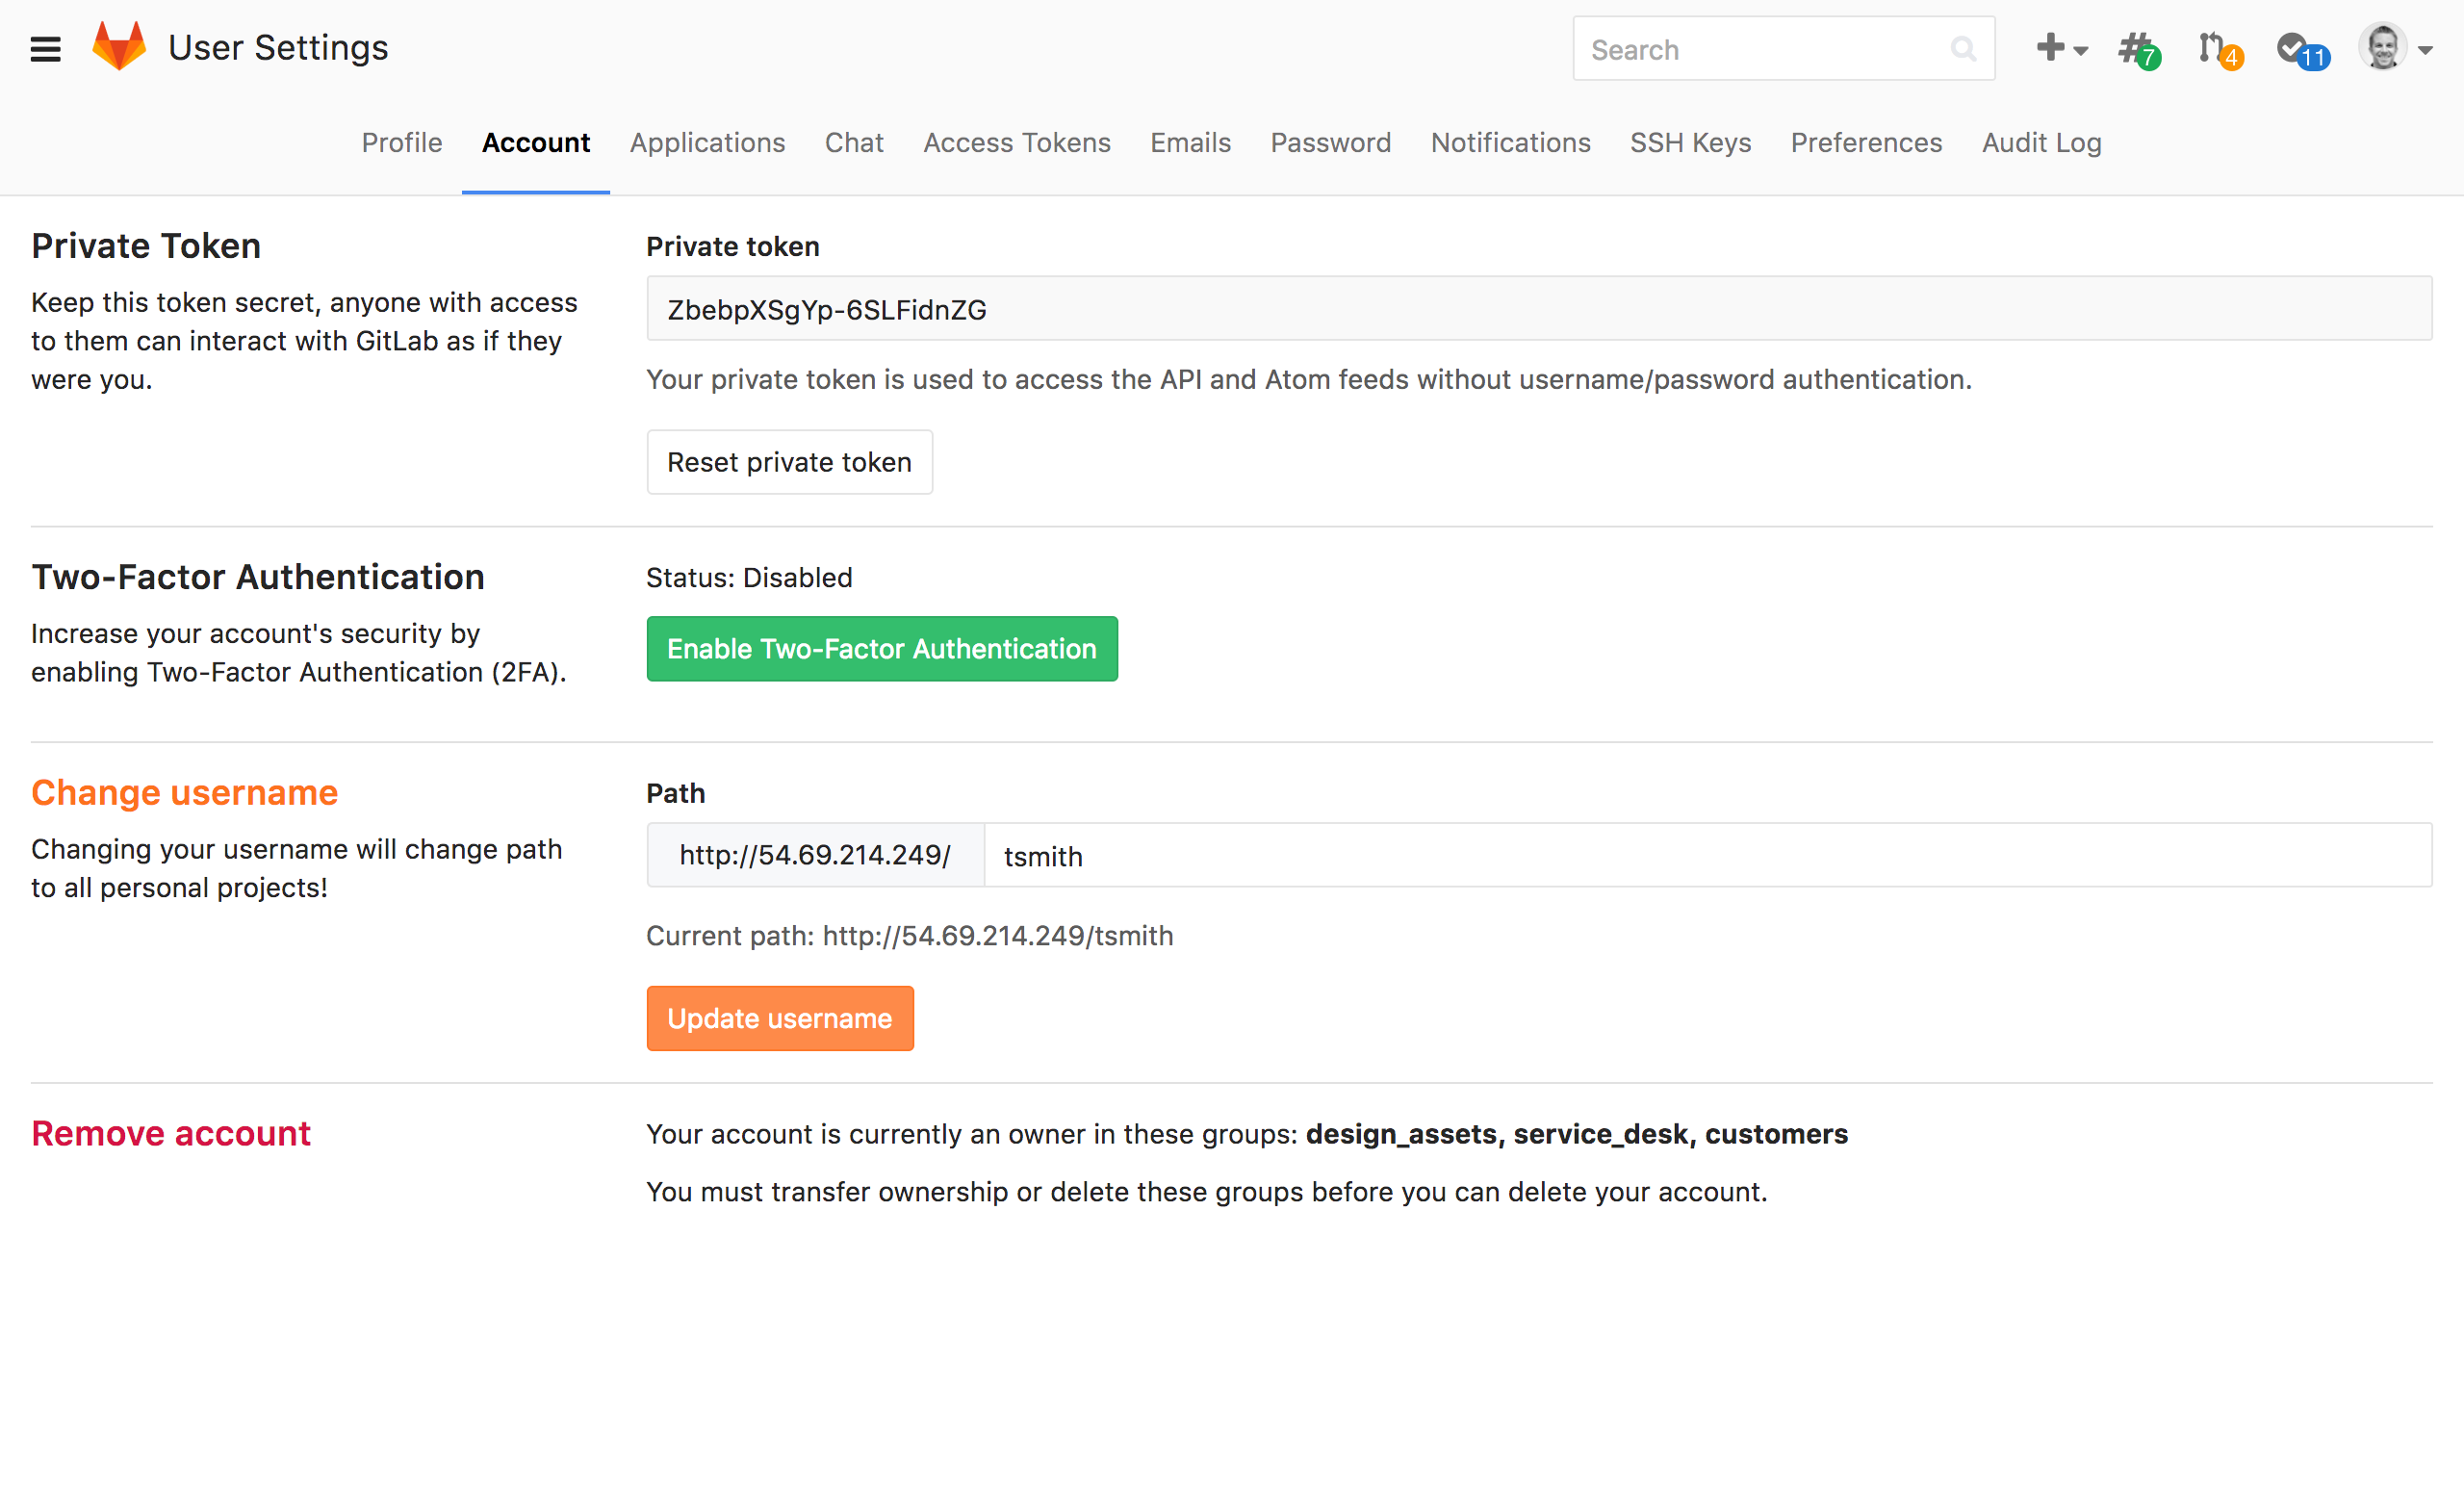 User Settings
Search
7
4
11
Profile Account Applications Chat Access Tokens Emails Password Notifications SSH Keys Preferences Audit Log
Private Token
Keep this token secret, anyone with access
to them can interact with GitLab as if they
were you.
Private token
ZbebpXSgYp-6SLFidnZG
Your private token is used to access the API and Atom feeds without username/password authentication.
Reset private token
Two-Factor Authentication
Increase your account's security by
enabling Two-Factor Authentication (2FA).
Status: Disabled
Enable Two-Factor Authentication
Change username
Changing your username will change path
to all personal projects!
Path
http://54.69.214.249/ tsmith
Current path: http://54.69.214.249/tsmith
Update username
Remove account
Your account is currently an owner in these groups: design_assets, service_desk, customers
You must transfer ownership or delete these groups before you can delete your account.